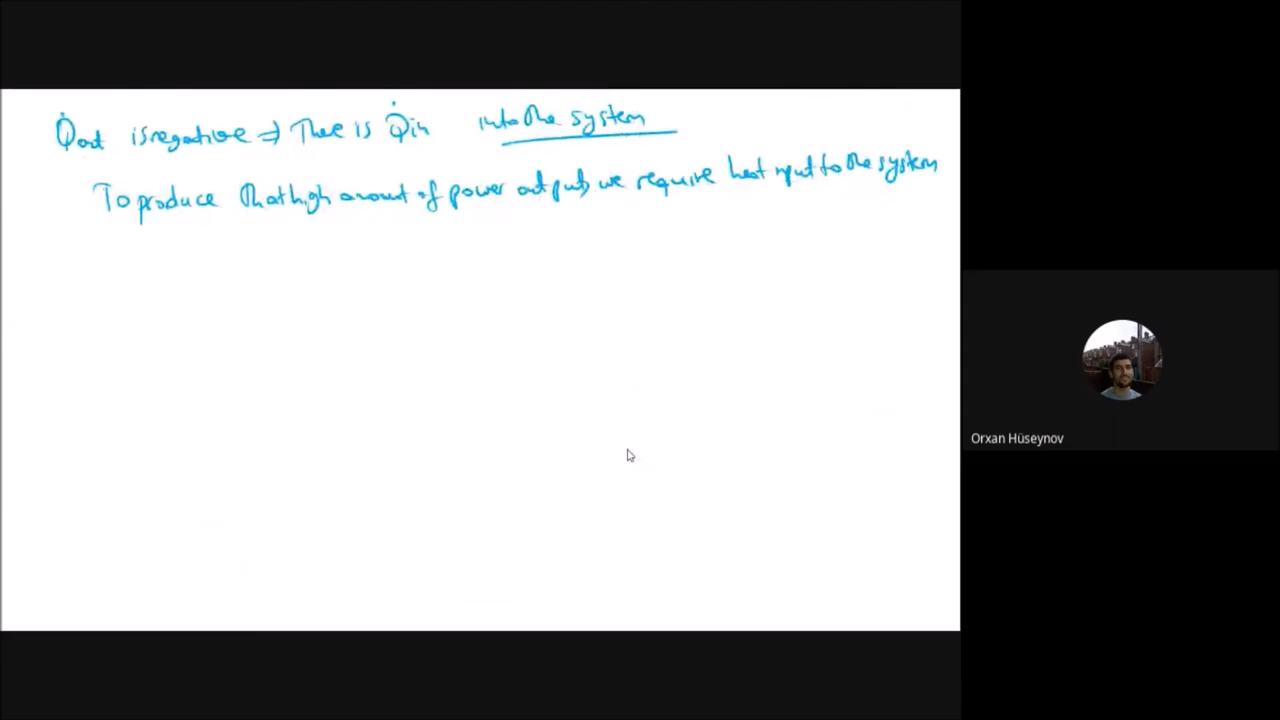 Q̇out is negative ⇒ There is Q̇in into the system
To produce that high amount of power output, we require heat input to the system
Orxan Hüseynov